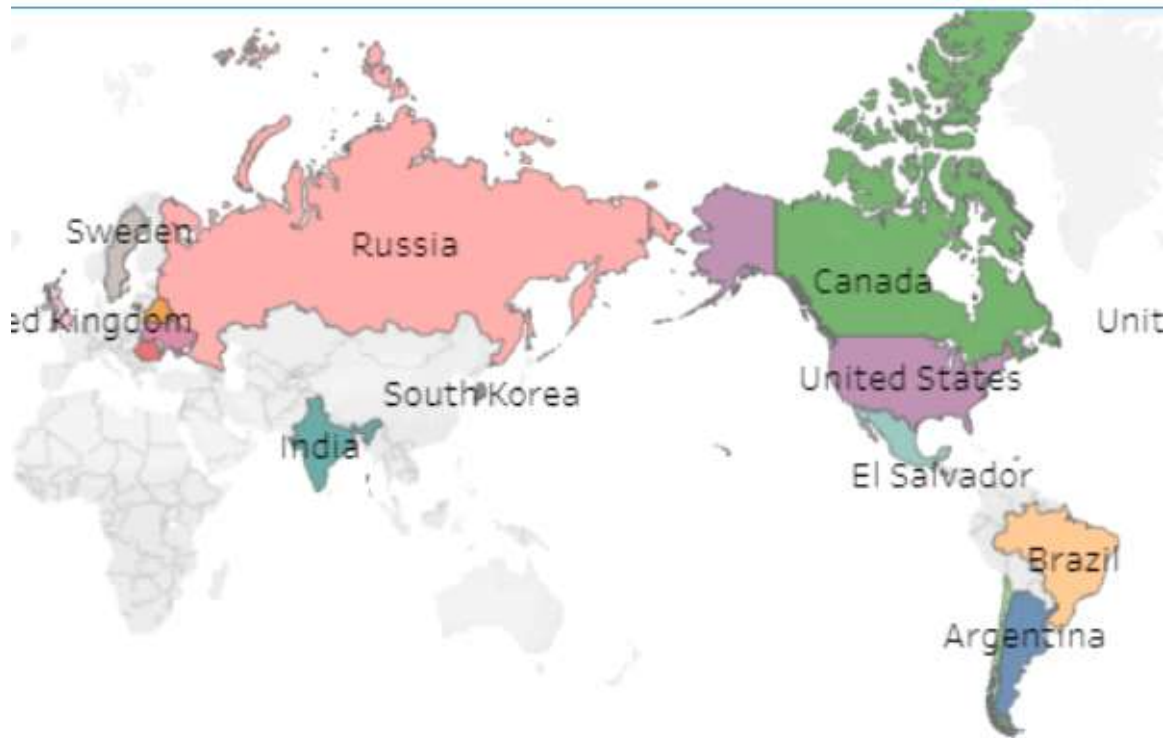 Sweden
Russia
Canada
ed Kingdom
Unit
United States
South Korea
India
El Salvador
Brazil
Argentina